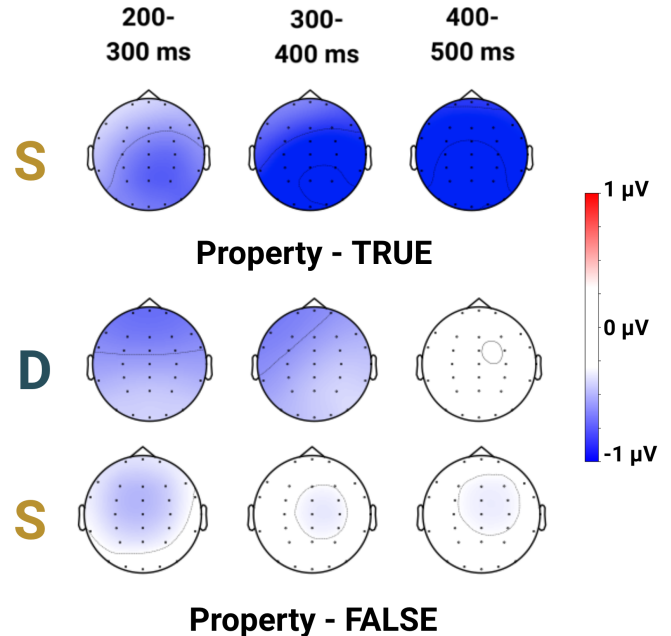 200-
300 ms
300-
400 ms
400-
500 ms
S
Property - TRUE
1 µV
0 µV
-1 µV
D
S
Property - FALSE